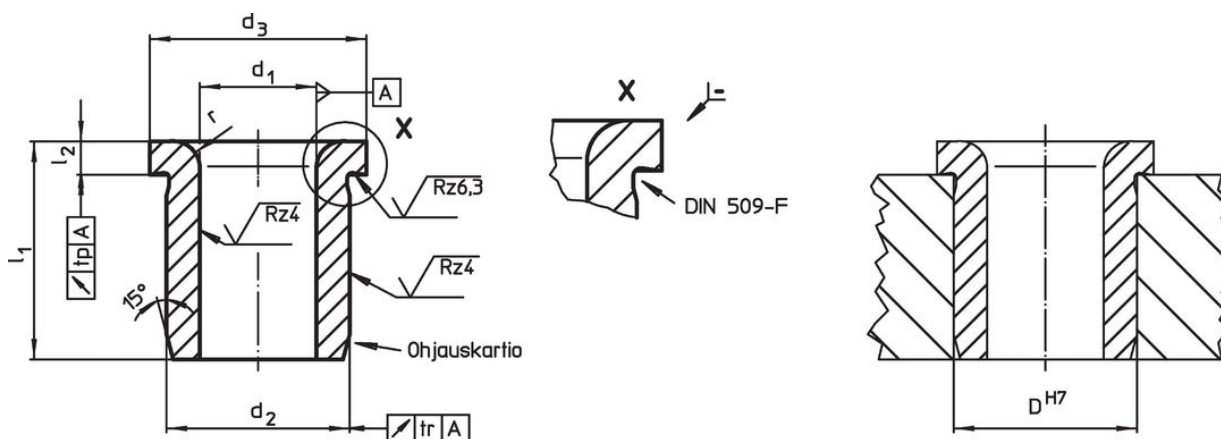 d3
d1
A
r
X
l2
Rz6,3
Rz4
tp A
l1
Rz4
15°
Ohjauskartio
d2
tr A
X
DIN 509-F
D H7